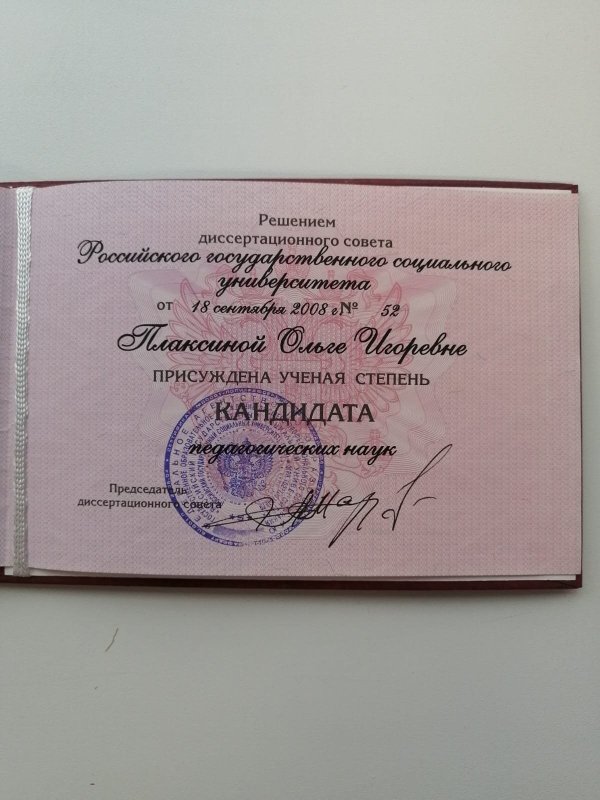 Решением
диссертационного совета
Российского государственного социального
университета
от 18 сентября 2008 г № 52
Плаксиной Ольге Игоревне
ПРИСУЖДЕНА УЧЕНАЯ СТЕПЕНЬ
КАНДИДАТА
педагогических наук
Председатель
диссертационного совета